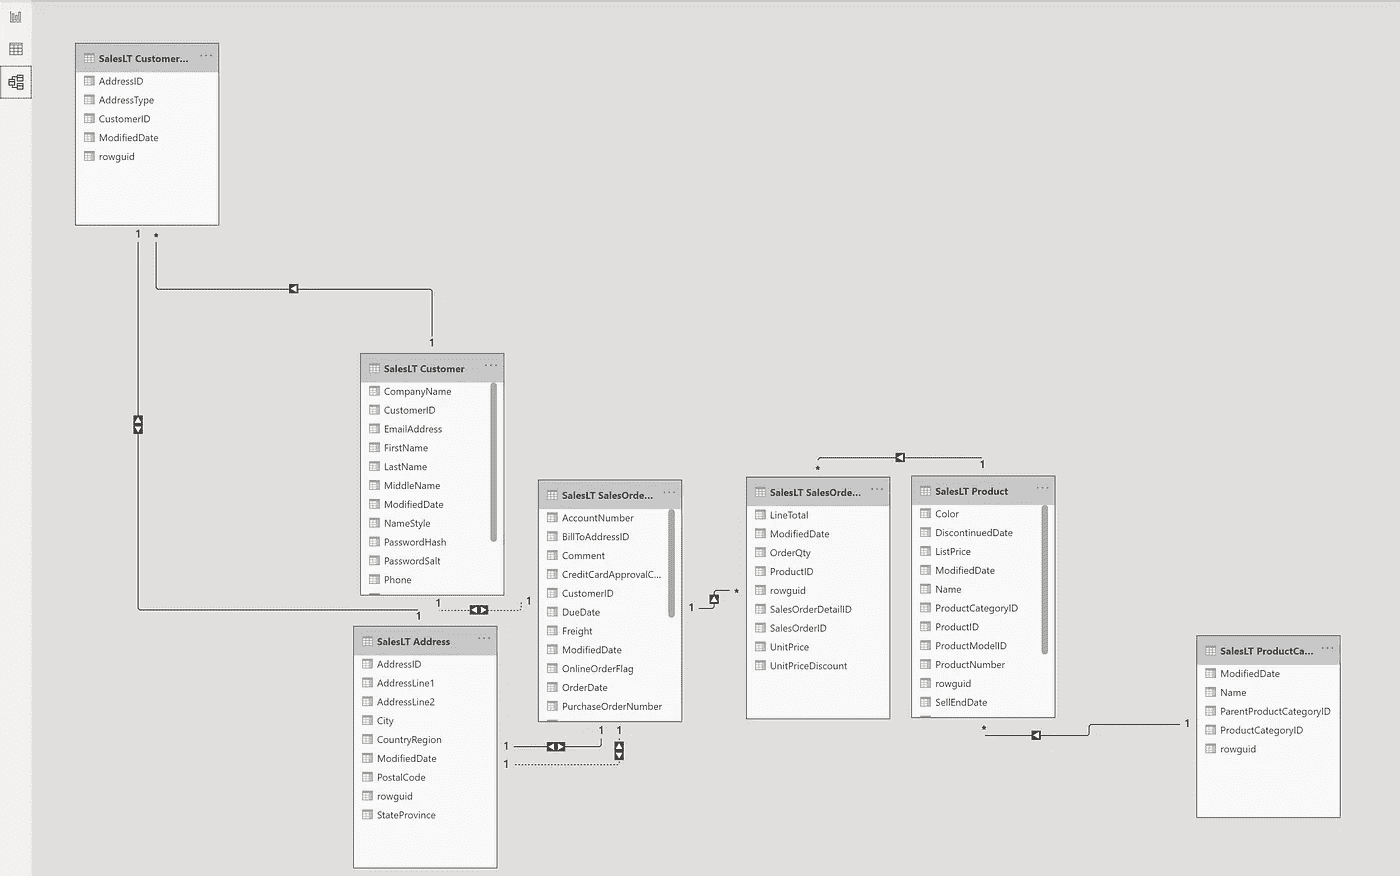 SalesLT Customer...
AddressID
AddressType
CustomerID
ModifiedDate
rowguid
1 *
1
SalesLT Customer
CompanyName
CustomerID
EmailAddress
FirstName
LastName
MiddleName
ModifiedDate
NameStyle
PasswordHash
PasswordSalt
Phone
1
1
1
SalesLT Address
AddressID
AddressLine1
AddressLine2
City
CountryRegion
ModifiedDate
PostalCode
rowguid
StateProvince
1
1
SalesLT SalesOrde...
AccountNumber
BillToAddressID
Comment
CreditCardApprovalC...
CustomerID
DueDate
Freight
ModifiedDate
OnlineOrderFlag
OrderDate
PurchaseOrderNumber
1 1
1
*
* 1
SalesLT SalesOrde...
LineTotal
ModifiedDate
OrderQty
ProductID
rowguid
SalesOrderDetailID
SalesOrderID
UnitPrice
UnitPriceDiscount
SalesLT Product
Color
DiscontinuedDate
ListPrice
ModifiedDate
Name
ProductCategoryID
ProductID
ProductModelID
ProductNumber
rowguid
SellEndDate
* 1
SalesLT ProductCa...
ModifiedDate
Name
ParentProductCategoryID
ProductCategoryID
rowguid